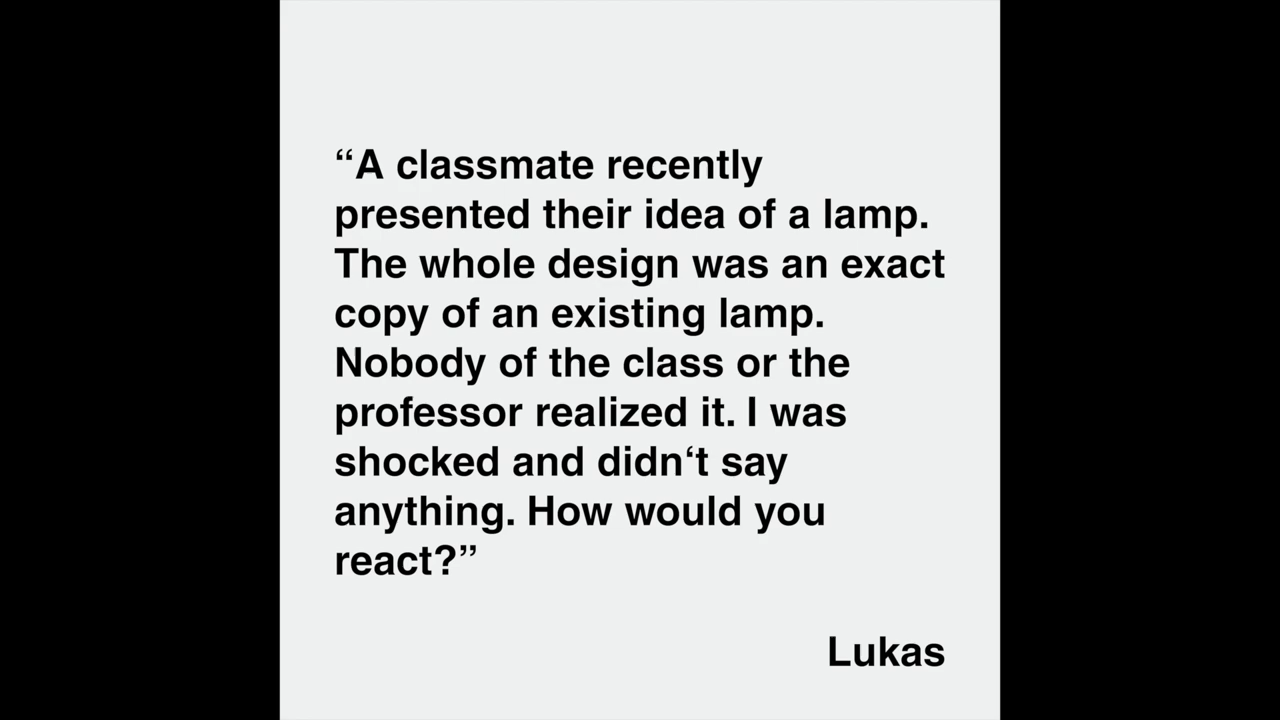 “A classmate recently
presented their idea of a lamp.
The whole design was an exact
copy of an existing lamp.
Nobody of the class or the
professor realized it. I was
shocked and didn‘t say
anything. How would you
react?”
Lukas